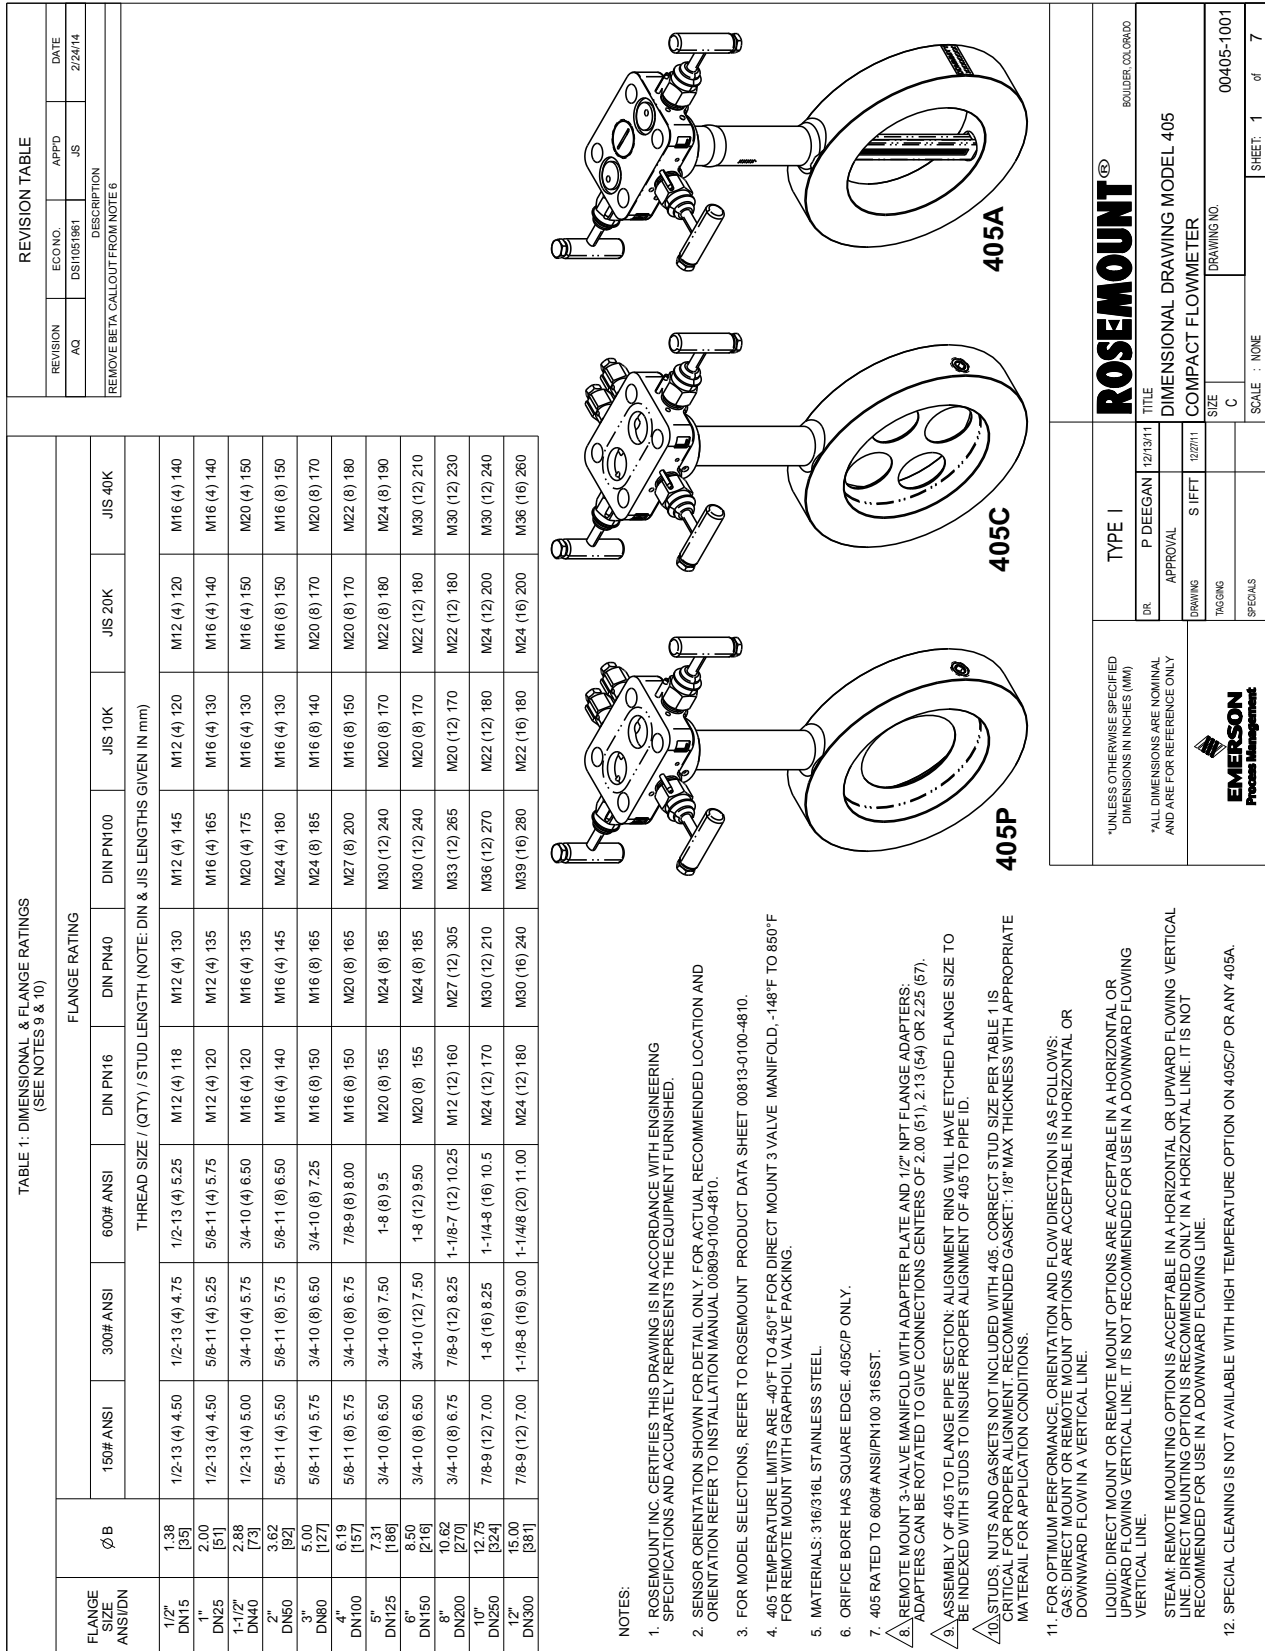 TABLE 1: DIMENSIONAL & FLANGE RATINGS
(SEE NOTES 9 & 10)
FLANGE SIZE ANSI/DN	Ø B	FLANGE RATING
150# ANSI	300# ANSI	600# ANSI	DIN PN16	DIN PN40	DIN PN100	JIS 10K	JIS 20K	JIS 40K
THREAD SIZE / (QTY) / STUD LENGTH (NOTE: DIN & JIS LENGTHS GIVEN IN mm)
1/2" DN15	1.38 [35]	1/2-13 (4) 4.50	1/2-13 (4) 4.75	1/2-13 (4) 5.25	M12 (4) 118	M12 (4) 130	M12 (4) 145	M12 (4) 120	M12 (4) 120	M16 (4) 140
1" DN25	2.00 [51]	1/2-13 (4) 4.50	5/8-11 (4) 5.25	5/8-11 (4) 5.75	M12 (4) 120	M12 (4) 135	M16 (4) 165	M16 (4) 130	M16 (4) 140	M16 (4) 140
1-1/2" DN40	2.88 [73]	1/2-13 (4) 5.00	3/4-10 (4) 5.75	3/4-10 (4) 6.50	M16 (4) 120	M16 (4) 135	M20 (4) 175	M16 (4) 130	M16 (4) 150	M20 (4) 150
2" DN50	3.62 [92]	5/8-11 (4) 5.50	5/8-11 (8) 5.75	5/8-11 (8) 6.50	M16 (4) 140	M16 (4) 145	M24 (4) 180	M16 (4) 130	M16 (8) 150	M16 (8) 150
3" DN80	5.00 [127]	5/8-11 (4) 5.75	3/4-10 (8) 6.50	3/4-10 (8) 7.25	M16 (8) 150	M16 (8) 165	M24 (8) 185	M16 (8) 140	M20 (8) 170	M20 (8) 170
4" DN100	6.19 [157]	5/8-11 (8) 5.75	3/4-10 (8) 6.75	7/8-9 (8) 8.00	M16 (8) 150	M20 (8) 165	M27 (8) 200	M16 (8) 150	M20 (8) 170	M22 (8) 180
5" DN125	7.31 [186]	3/4-10 (8) 6.50	3/4-10 (8) 7.50	1-8 (8) 9.5	M20 (8) 155	M24 (8) 185	M30 (12) 240	M20 (8) 170	M22 (8) 180	M24 (8) 190
6" DN150	8.50 [216]	3/4-10 (8) 6.50	3/4-10 (12) 7.50	1-8 (12) 9.50	M20 (8) 155	M24 (8) 185	M30 (12) 240	M20 (8) 170	M22 (12) 180	M30 (12) 210
8" DN200	10.62 [270]	3/4-10 (8) 6.75	7/8-9 (12) 8.25	1-1/8-7 (12) 10.25	M12 (12) 160	M27 (12) 305	M33 (12) 265	M20 (12) 170	M22 (12) 180	M30 (12) 230
10" DN250	12.75 [324]	7/8-9 (12) 7.00	1-8 (16) 8.25	1-1/4-8 (16) 10.5	M24 (12) 170	M30 (12) 210	M36 (12) 270	M22 (12) 180	M24 (12) 200	M30 (12) 240
12" DN300	15.00 [381]	7/8-9 (12) 7.00	1-1/8-8 (16) 9.00	1-1/4/8 (20) 11.00	M24 (12) 180	M30 (16) 240	M39 (16) 280	M22 (16) 180	M24 (16) 200	M36 (16) 260
REVISION TABLE
REVISION	ECO NO.	APP'D	DATE
AQ	DSI1051961	JS	2/24/14
DESCRIPTION
REMOVE BETA CALLOUT FROM NOTE 6
NOTES:
1. ROSEMOUNT INC. CERTIFIES THIS DRAWING IS IN ACCORDANCE WITH ENGINEERING
SPECIFICATIONS AND ACCURATELY REPRESENTS THE EQUIPMENT FURNISHED.
2. SENSOR ORIENTATION SHOWN FOR DETAIL ONLY. FOR ACTUAL RECOMMENDED LOCATION AND
ORIENTATION REFER TO INSTALLATION MANUAL 00809-0100-4810.
3. FOR MODEL SELECTIONS, REFER TO ROSEMOUNT PRODUCT DATA SHEET 00813-0100-4810.
4. 405 TEMPERATURE LIMITS ARE -40°F TO 450°F FOR DIRECT MOUNT 3 VALVE MANIFOLD, -148°F TO 850°F
FOR REMOTE MOUNT WITH GRAPHOIL VALVE PACKING.
5. MATERIALS: 316/316L STAINLESS STEEL.
6. ORIFICE BORE HAS SQUARE EDGE. 405C/P ONLY.
7. 405 RATED TO 600# ANSI/PN100 316SST.
8. REMOTE MOUNT 3-VALVE MANIFOLD WITH ADAPTER PLATE AND 1/2" NPT FLANGE ADAPTERS:
ADAPTERS CAN BE ROTATED TO GIVE CONNECTIONS CENTERS OF 2.00 (51), 2.13 (54) OR 2.25 (57).
9. ASSEMBLY OF 405 TO FLANGE PIPE SECTION: ALIGNMENT RING WILL HAVE ETCHED FLANGE SIZE TO
BE INDEXED WITH STUDS TO INSURE PROPER ALIGNMENT OF 405 TO PIPE ID.
10. STUDS, NUTS AND GASKETS NOT INCLUDED WITH 405. CORRECT STUD SIZE PER TABLE 1 IS
CRITICAL FOR PROPER ALIGNMENT. RECOMMENDED GASKET: 1/8" MAX THICKNESS WITH APPROPRIATE
MATERAIL FOR APPLICATION CONDITIONS.
11. FOR OPTIMUM PERFORMANCE, ORIENTATION AND FLOW DIRECTION IS AS FOLLOWS:
GAS: DIRECT MOUNT OR REMOTE MOUNT OPTIONS ARE ACCEPTABLE IN HORIZONTAL OR
DOWNWARD FLOW IN A VERTICAL LINE.
LIQUID: DIRECT MOUNT OR REMOTE MOUNT OPTIONS ARE ACCEPTABLE IN A HORIZONTAL OR
UPWARD FLOWING VERTICAL LINE. IT IS NOT RECOMMENDED FOR USE IN A DOWNWARD FLOWING
VERTICAL LINE.
STEAM: REMOTE MOUNTING OPTION IS ACCEPTABLE IN A HORIZONTAL OR UPWARD FLOWING VERTICAL
LINE. DIRECT MOUNTING OPTION IS RECOMMENDED ONLY IN A HORIZONTAL LINE. IT IS NOT
RECOMMENDED FOR USE IN A DOWNWARD FLOWING LINE.
12. SPECIAL CLEANING IS NOT AVAILABLE WITH HIGH TEMPERATURE OPTION ON 405C/P OR ANY 405A.
405P
405C
405A
*UNLESS OTHERWISE SPECIFIED
DIMENSIONS IN INCHES (MM)
*ALL DIMENSIONS ARE NOMINAL
AND ARE FOR REFERENCE ONLY
EMERSON
Process Management
TYPE I
DR.	P DEEGAN	12/13/11
APPROVAL
DRAWING	S IFFT	12/27/11
TAGGING
SPECIALS
ROSEMOUNT®
BOULDER, COLORADO
TITLE
DIMENSIONAL DRAWING MODEL 405
COMPACT FLOWMETER
SIZE
C
DRAWING NO.
00405-1001
SCALE : NONE
SHEET: 1 of 7